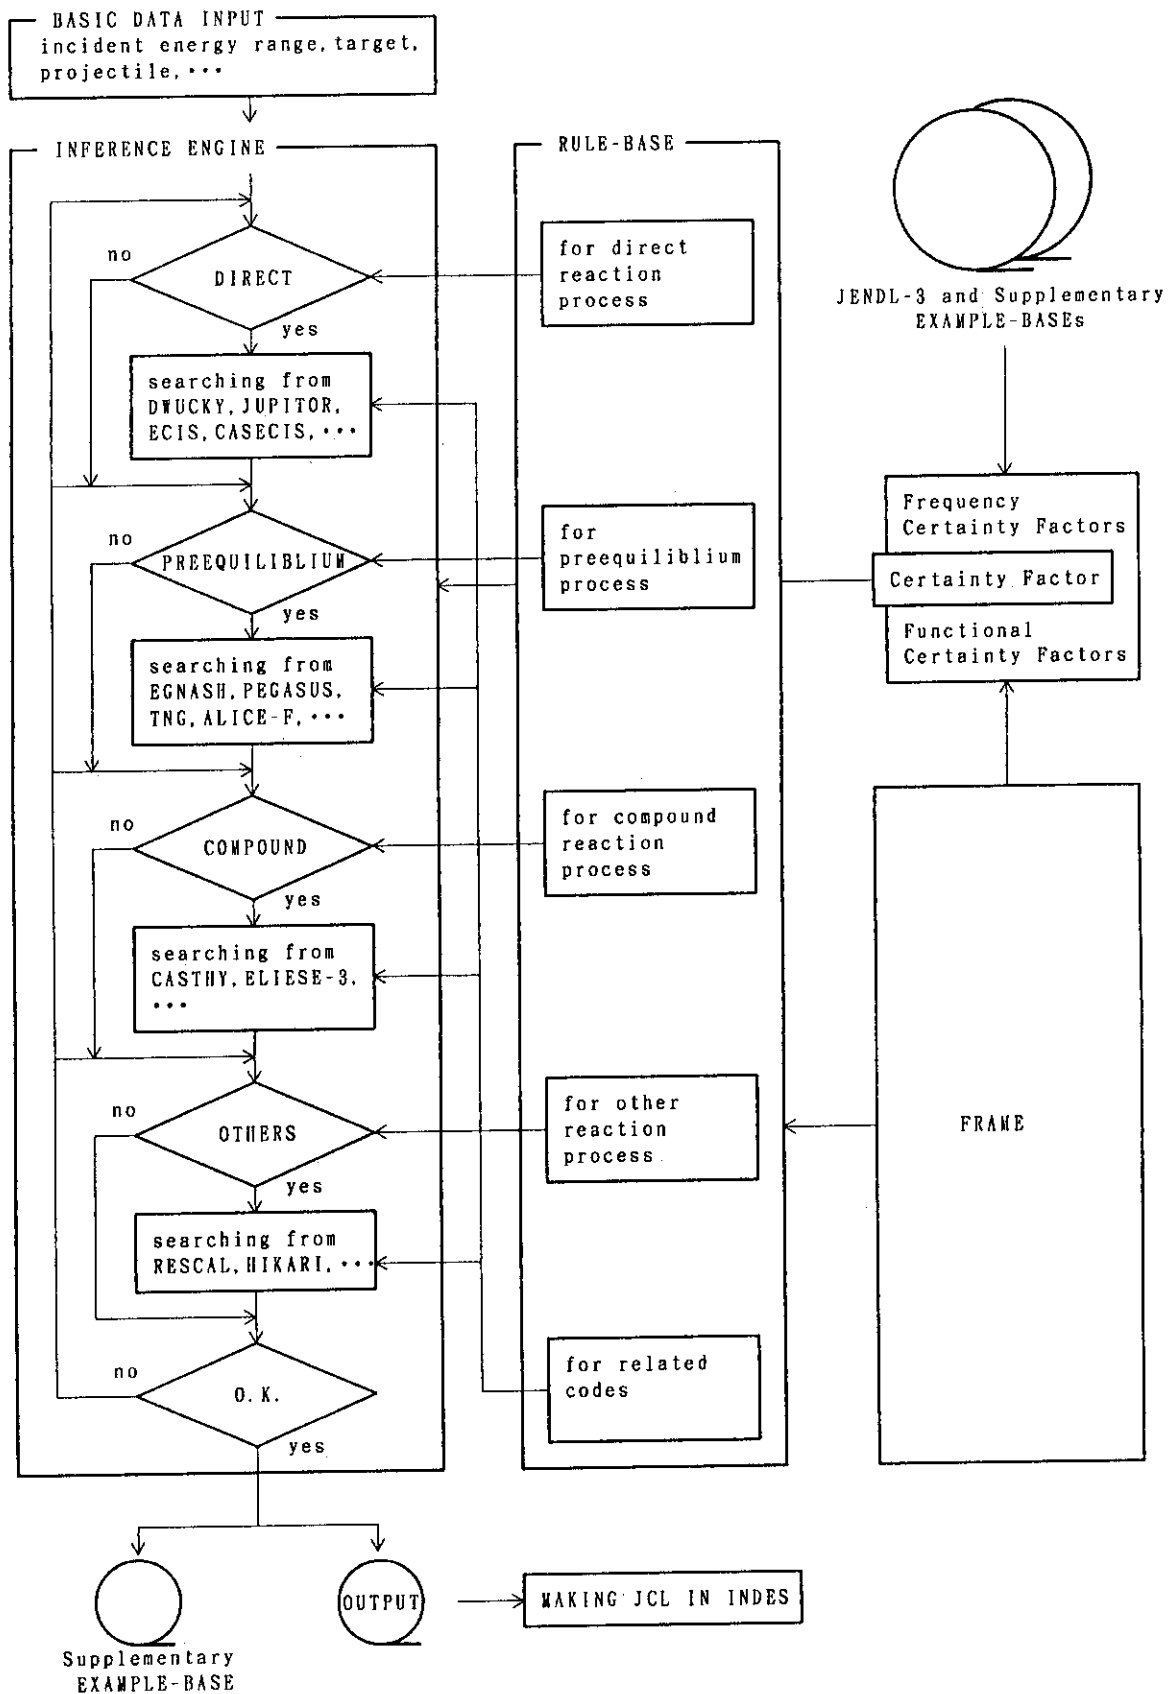 BASIC DATA INPUT
incident energy range, target,
projectile, ・・・
INFERENCE ENGINE
DIRECT
no
yes
searching from
DWUCKY, JUPITOR,
ECIS, CASECIS, ・・・
PREEQUILIBLIUM
no
yes
searching from
EGNASH, PEGASUS,
TNG, ALICE-F, ・・・
COMPOUND
no
yes
searching from
CASTHY, ELIESE-3,
・・・
OTHERS
no
yes
searching from
RESCAL, HIKARI, ・・・
O.K.
no
yes
RULE-BASE
for direct
reaction
process
for
preequiliblium
process
for compound
reaction
process
for other
reaction
process
for related
codes
JENDL-3 and Supplementary
EXAMPLE-BASEs
Frequency
Certainty Factors
Certainty Factor
Functional
Certainty Factors
FRAME
Supplementary
EXAMPLE-BASE
OUTPUT
MAKING JCL IN INDES